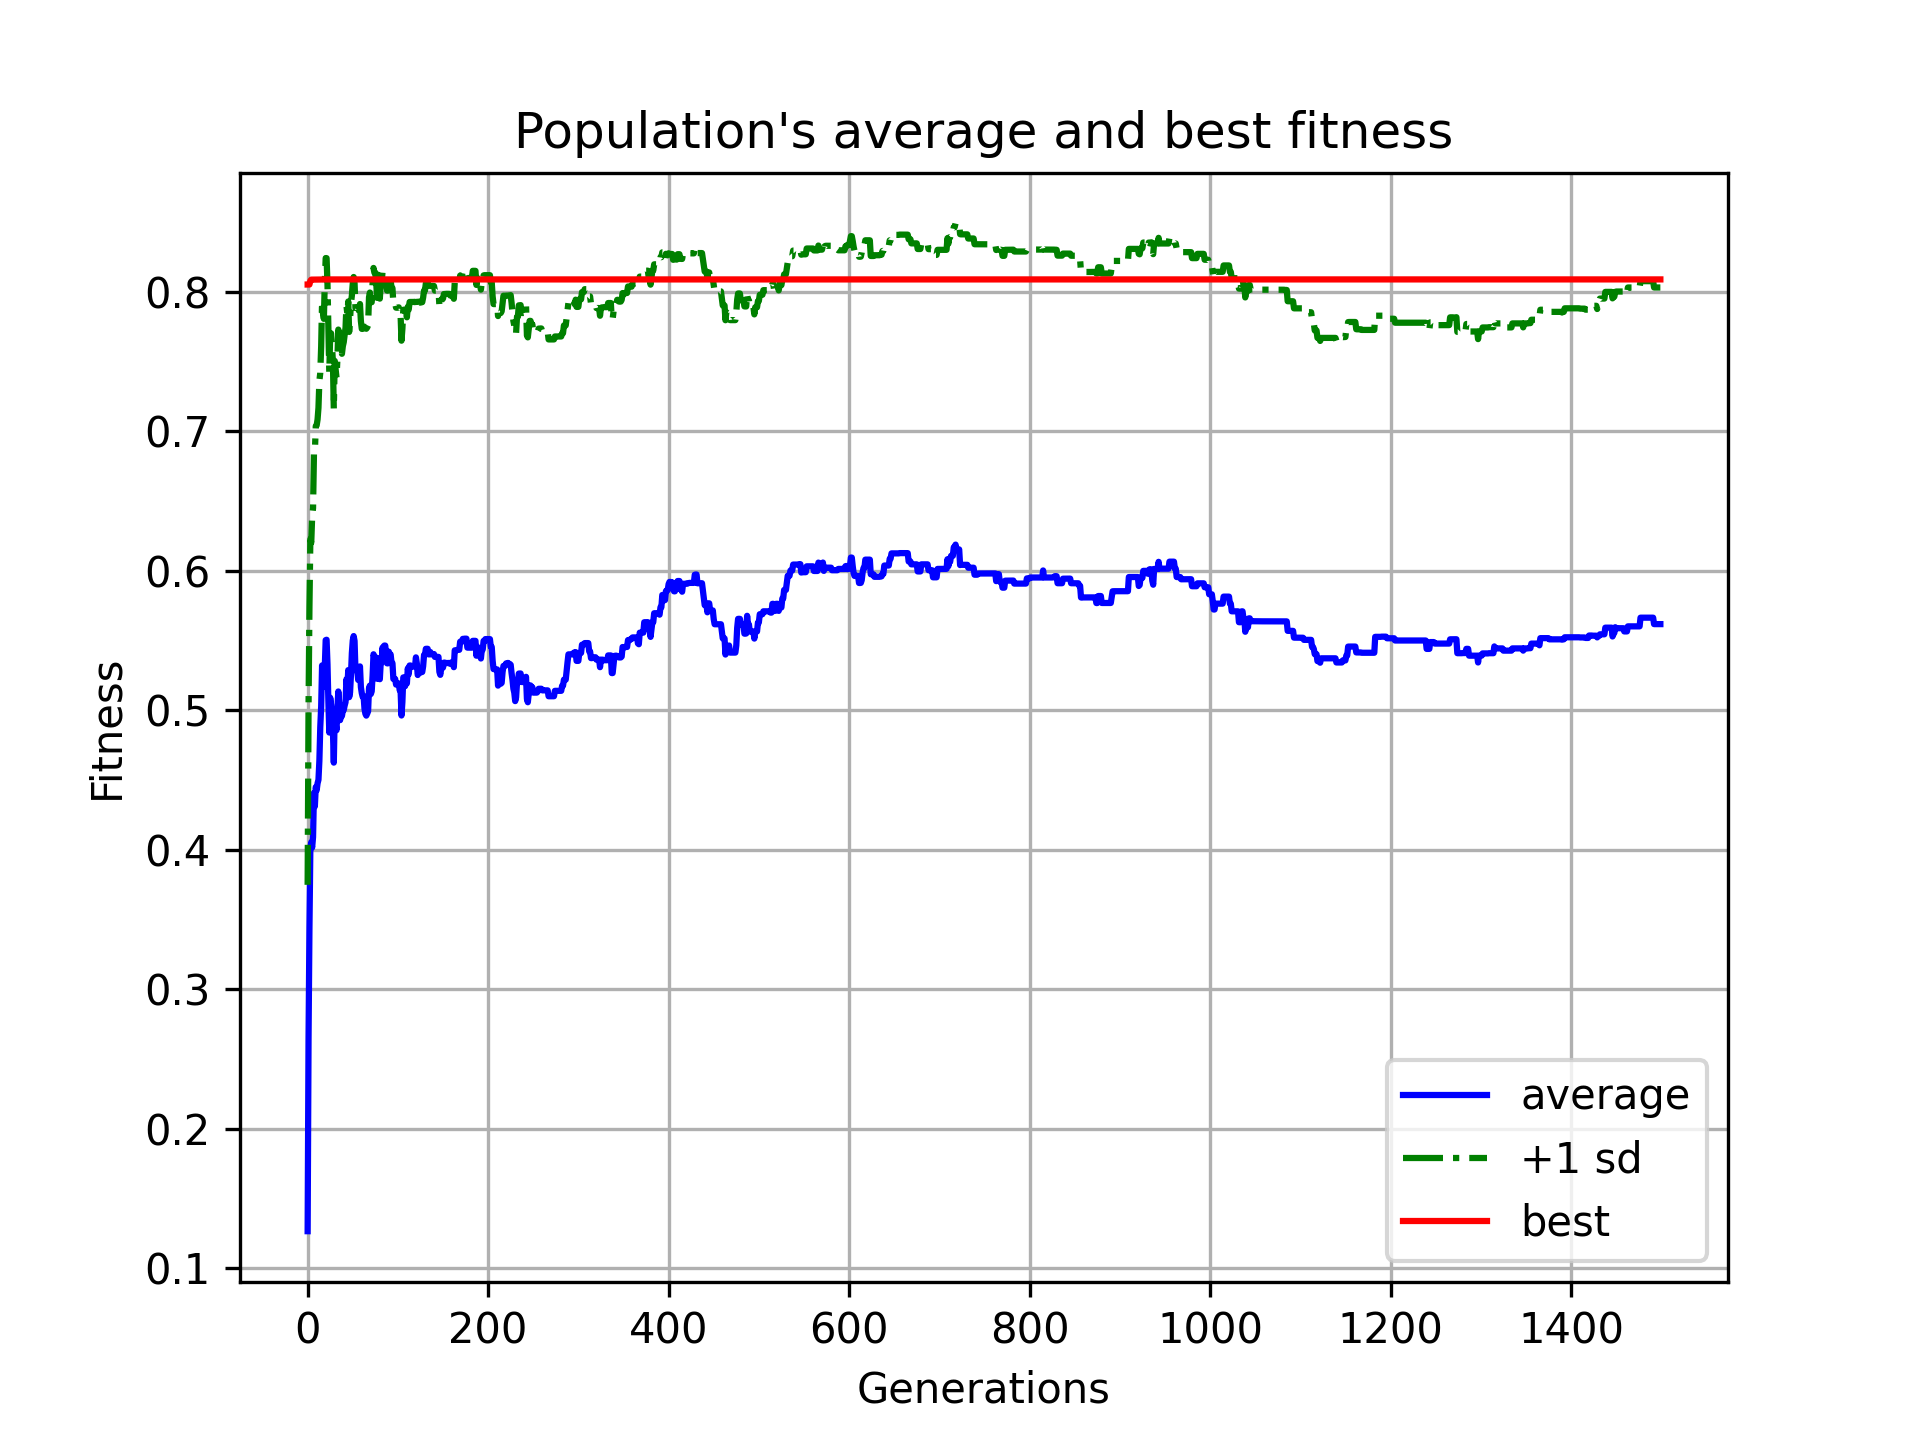 Population's average and best fitness
Fitness
0.8
0.7
0.6
0.5
0.4
0.3
0.2
0.1
average
+1 sd
best
0 200 400 600 800 1000 1200 1400
Generations